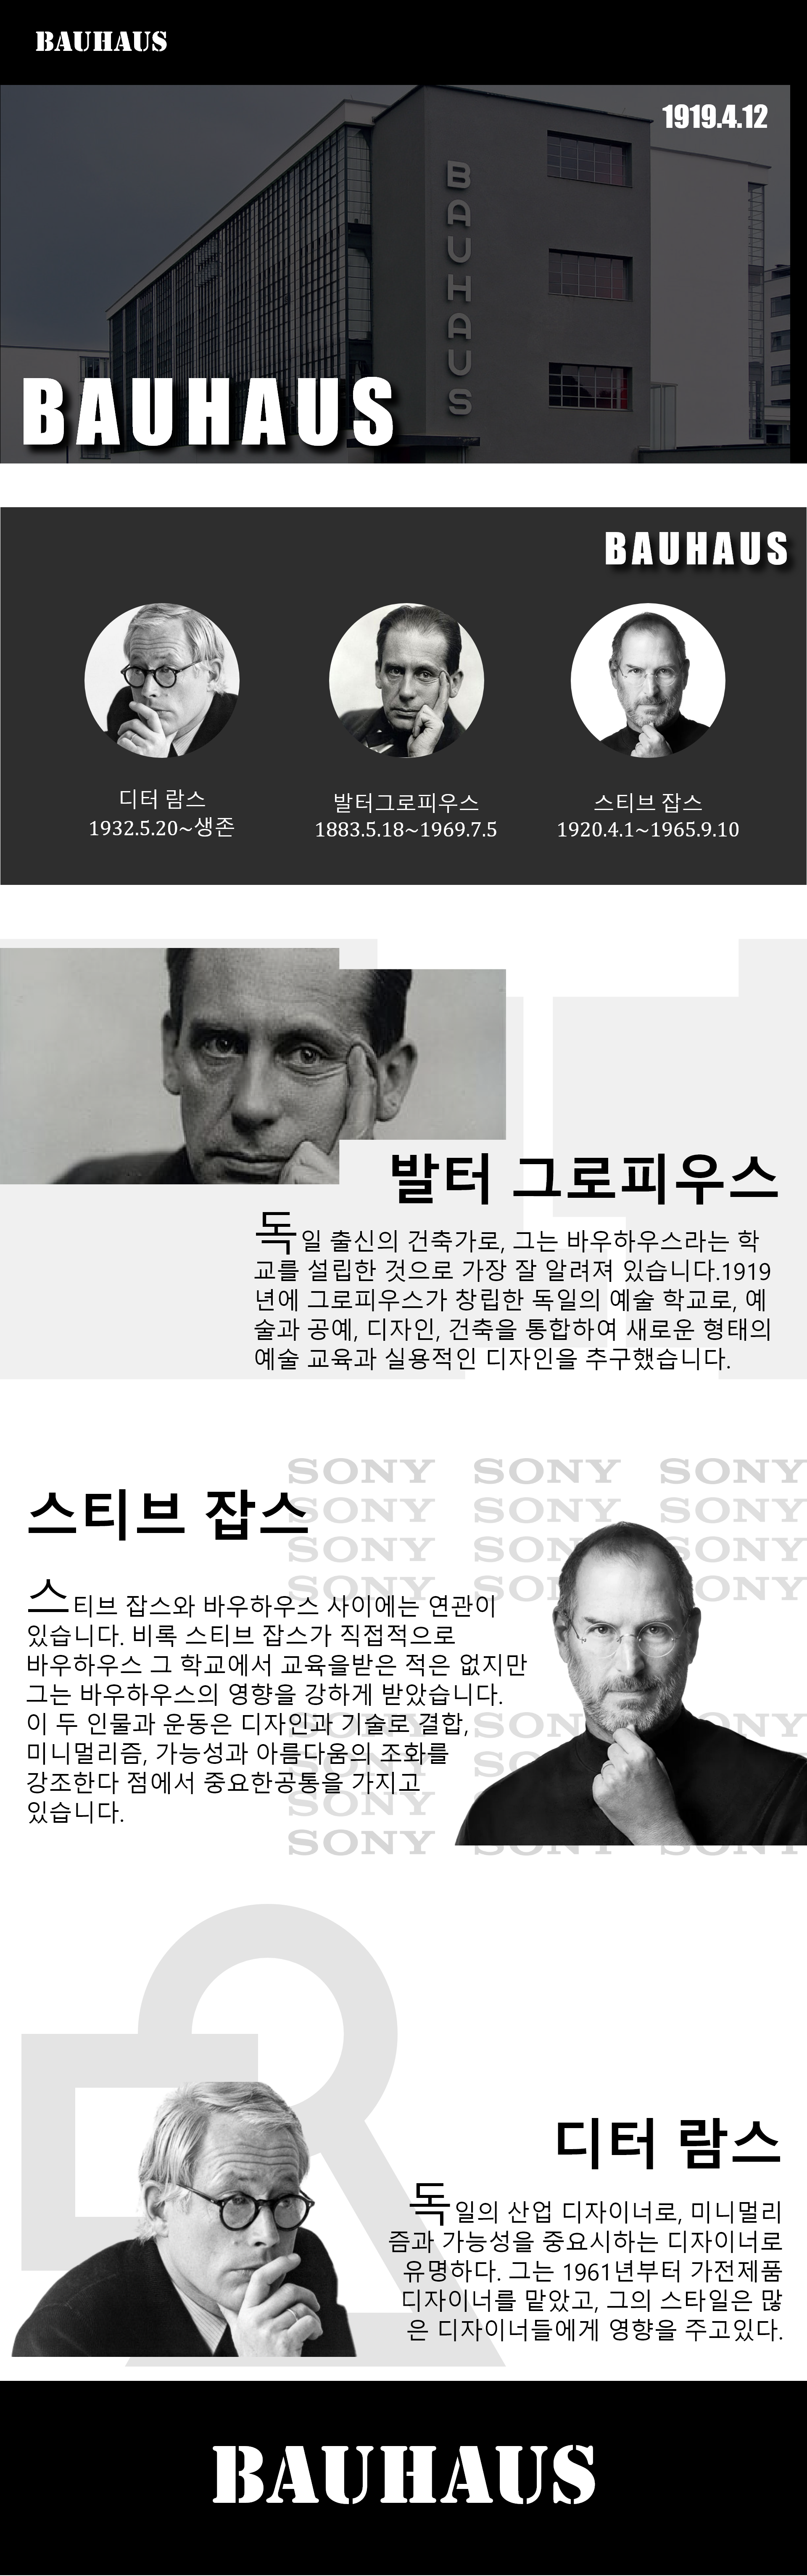 BAUHAUS
1919.4.12
BAUHAUS
BAUHAUS
BAUHAUS
디터 람스
1932.5.20~생존
발터그로피우스
1883.5.18~1969.7.5
스티브 잡스
1920.4.1~1965.9.10
발터 그로피우스
독일 출신의 건축가로, 그는 바우하우스라는 학
교를 설립한 것으로 가장 잘 알려져 있습니다.1919
년에 그로피우스가 창립한 독일의 예술 학교로, 예
술과 공예, 디자인, 건축을 통합하여 새로운 형태의
예술 교육과 실용적인 디자인을 추구했습니다.
SONY SONY SONY
스티브 잡스
SONY SONY SONY
SONY SONY SONY
SONY SONY SONY
스티브 잡스와 바우하우스 사이에는 연관이
있습니다. 비록 스티브 잡스가 직접적으로
바우하우스 그 학교에서 교육을받은 적은 없지만
그는 바우하우스의 영향을 강하게 받았습니다.
이 두 인물과 운동은 디자인과 기술로 결합,
미니멀리즘, 가능성과 아름다움의 조화를
강조한다 점에서 중요한공통을 가지고
있습니다.
SONY SONY SONY
SONY SONY SONY
SONY SONY SONY
SONY SONY SONY
R
디터 람스
독일의 산업 디자이너로, 미니멀리
즘과 가능성을 중요시하는 디자이너로
유명하다. 그는 1961년부터 가전제품
디자이너를 맡았고, 그의 스타일은 많
은 디자이너들에게 영향을 주고있다.
BAUHAUS